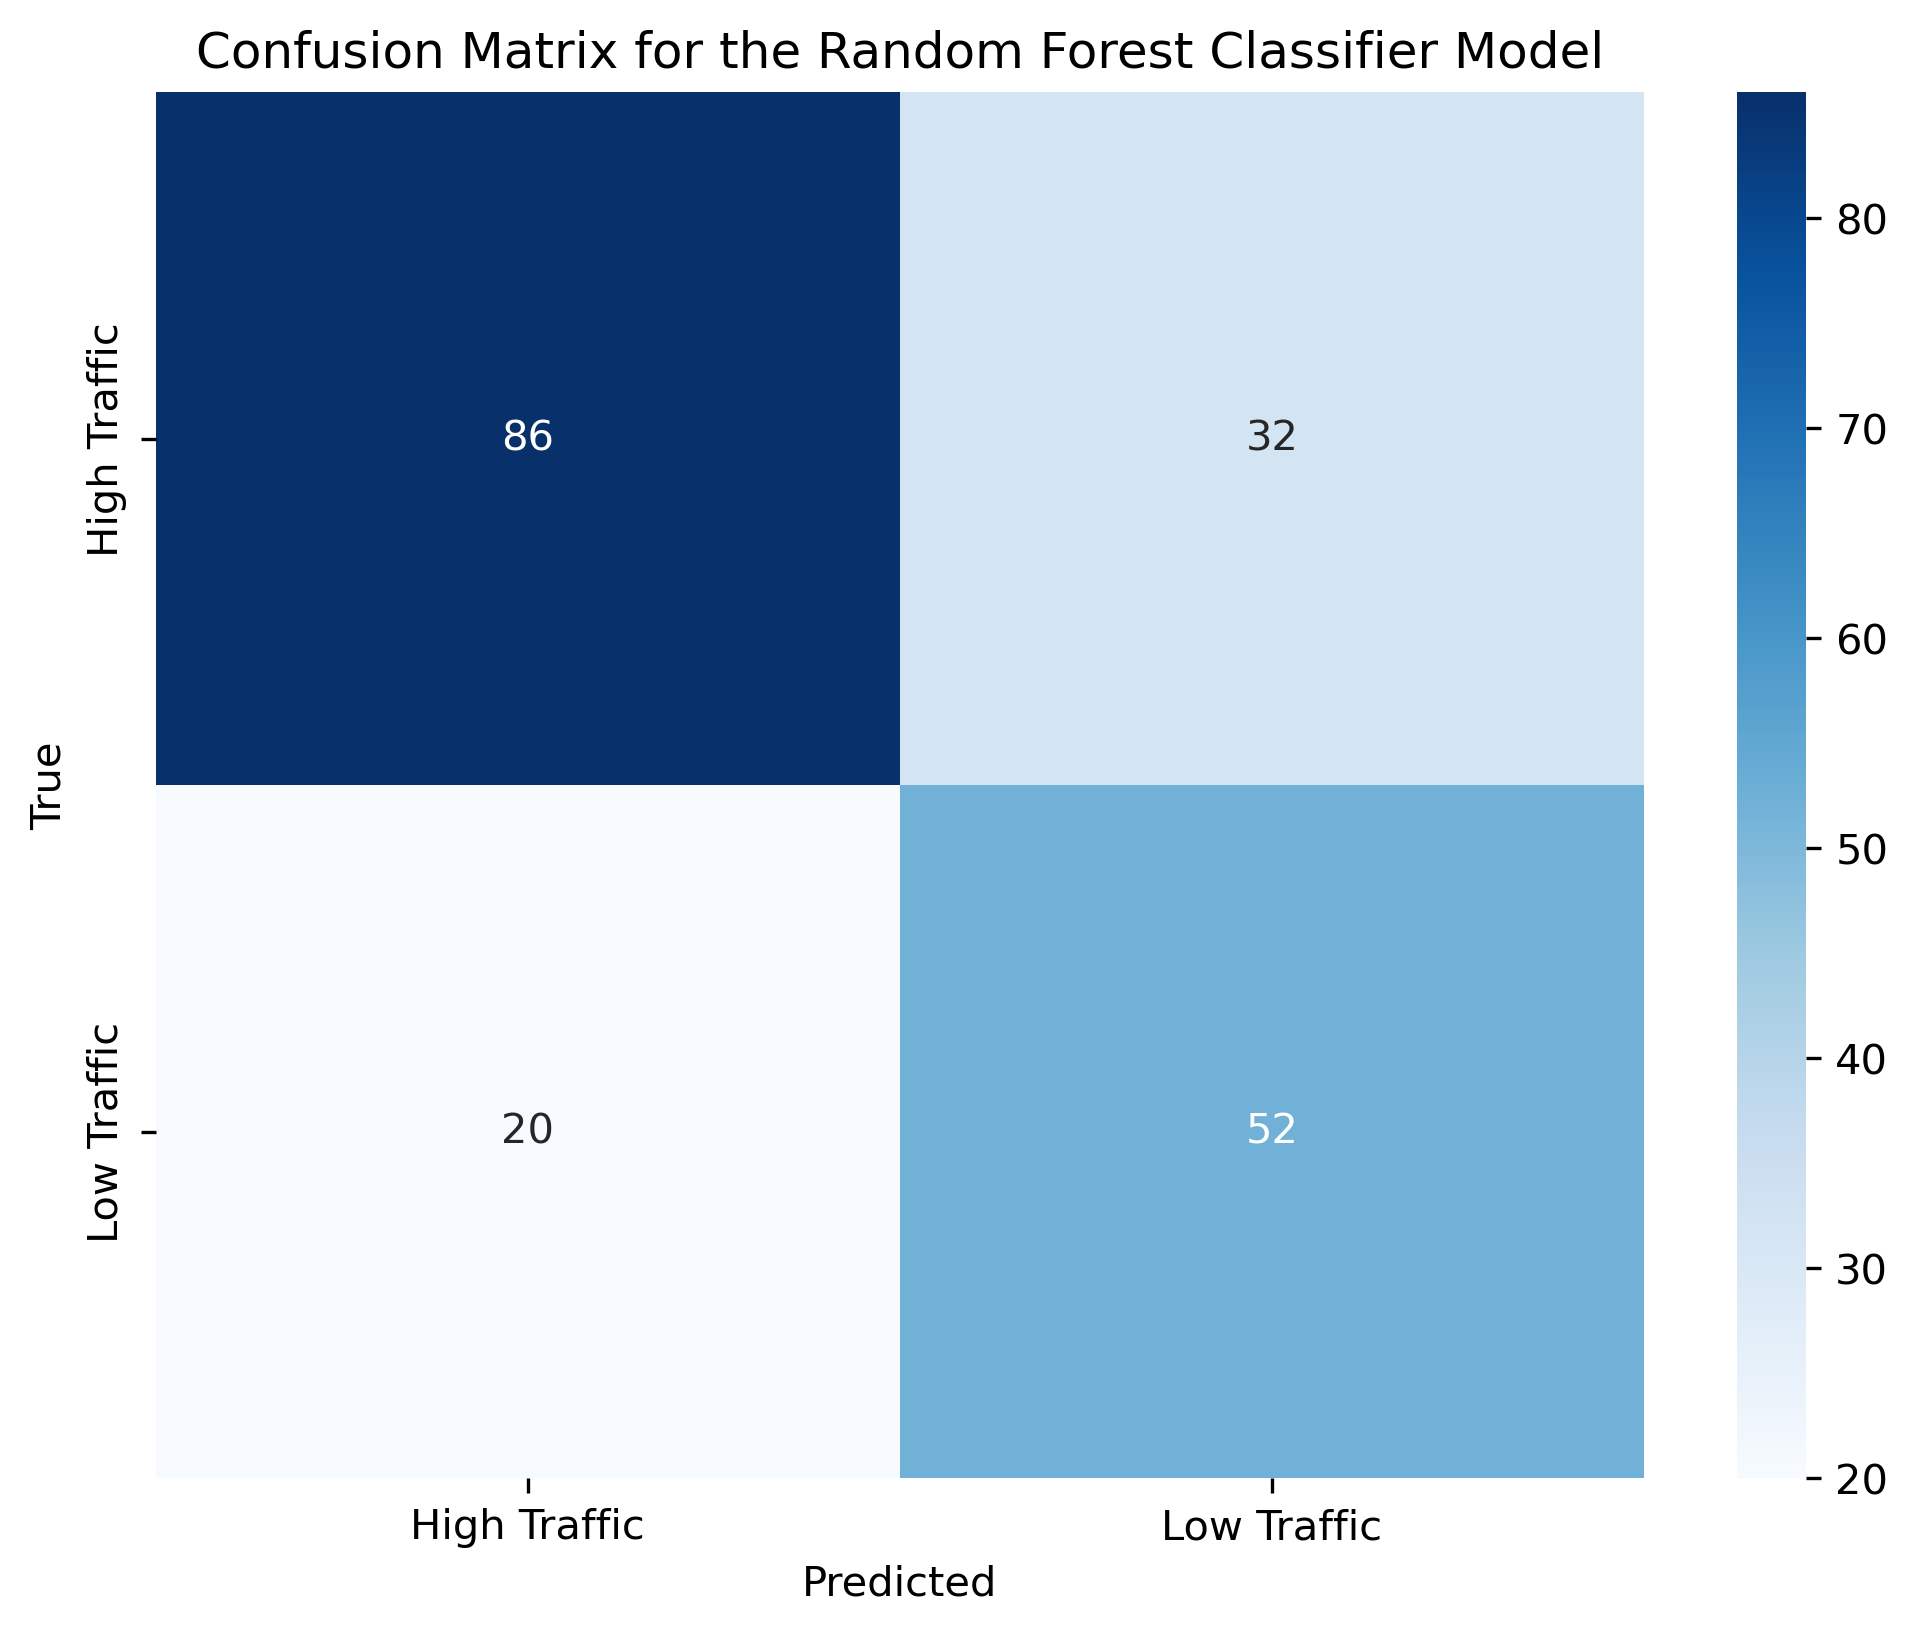 Confusion Matrix for the Random Forest Classifier Model
True
High Traffic
Low Traffic
86
32
20
52
High Traffic
Low Traffic
Predicted
80
70
60
50
40
30
20